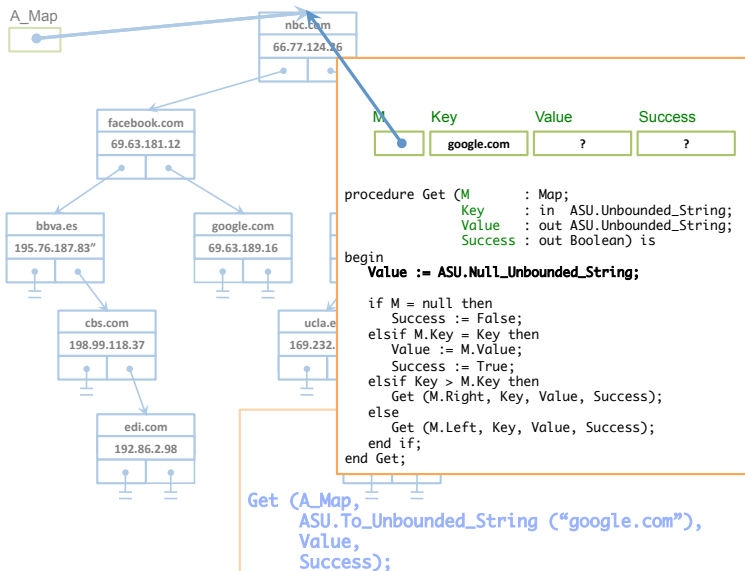 A_Map
nbc.com
66.77.124.26
M Key Value Success
google.com ? ?
facebook.com
69.63.181.12
procedure Get (M : Map;
Key : in ASU.Unbounded_String;
Value : out ASU.Unbounded_String;
Success : out Boolean) is
begin
Value := ASU.Null_Unbounded_String;
if M = null then
Success := False;
elsif M.Key = Key then
Value := M.Value;
Success := True;
elsif Key > M.Key then
Get (M.Right, Key, Value, Success);
else
Get (M.Left, Key, Value, Success);
end if;
end Get;
bbva.es
195.76.187.83”
google.com
69.63.189.16
cbs.com
198.99.118.37
ucla.e
169.232.
edi.com
192.86.2.98
Get (A_Map,
ASU.To_Unbounded_String (“google.com”),
Value,
Success);